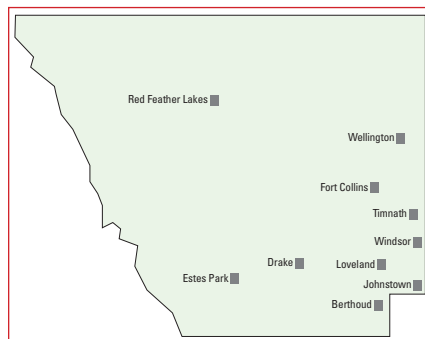 Red Feather Lakes
Wellington
Fort Collins
Timnath
Windsor
Drake
Loveland
Estes Park
Johnstown
Berthoud